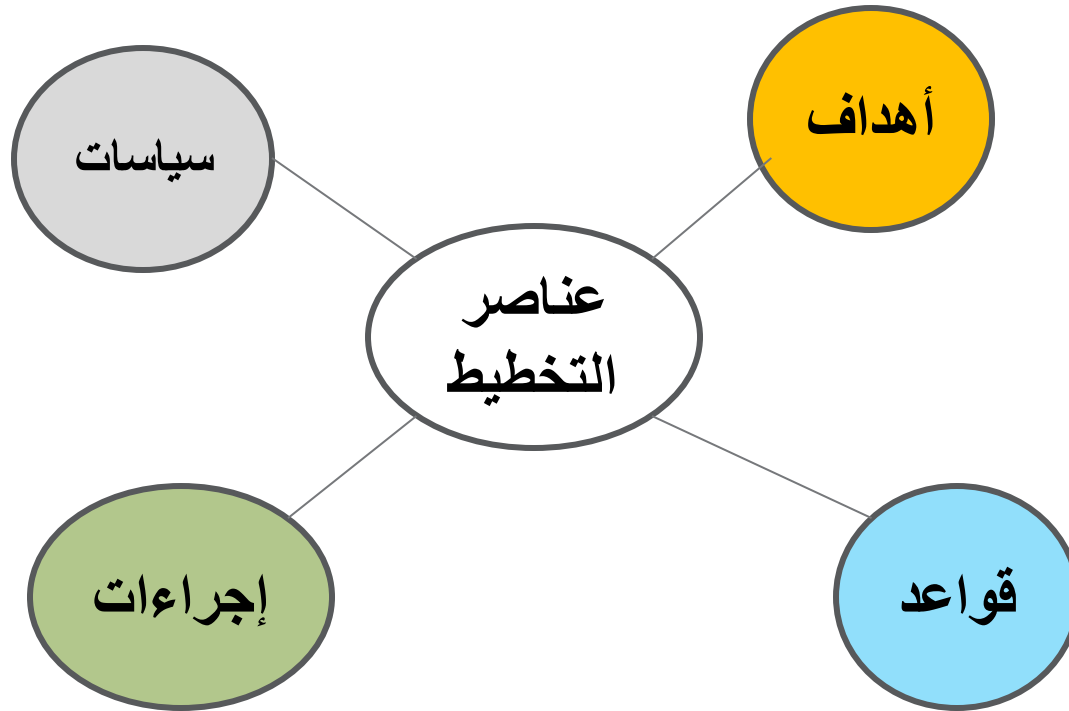 أهداف
سياسات
عناصر
التخطيط
قواعد
إجراءات